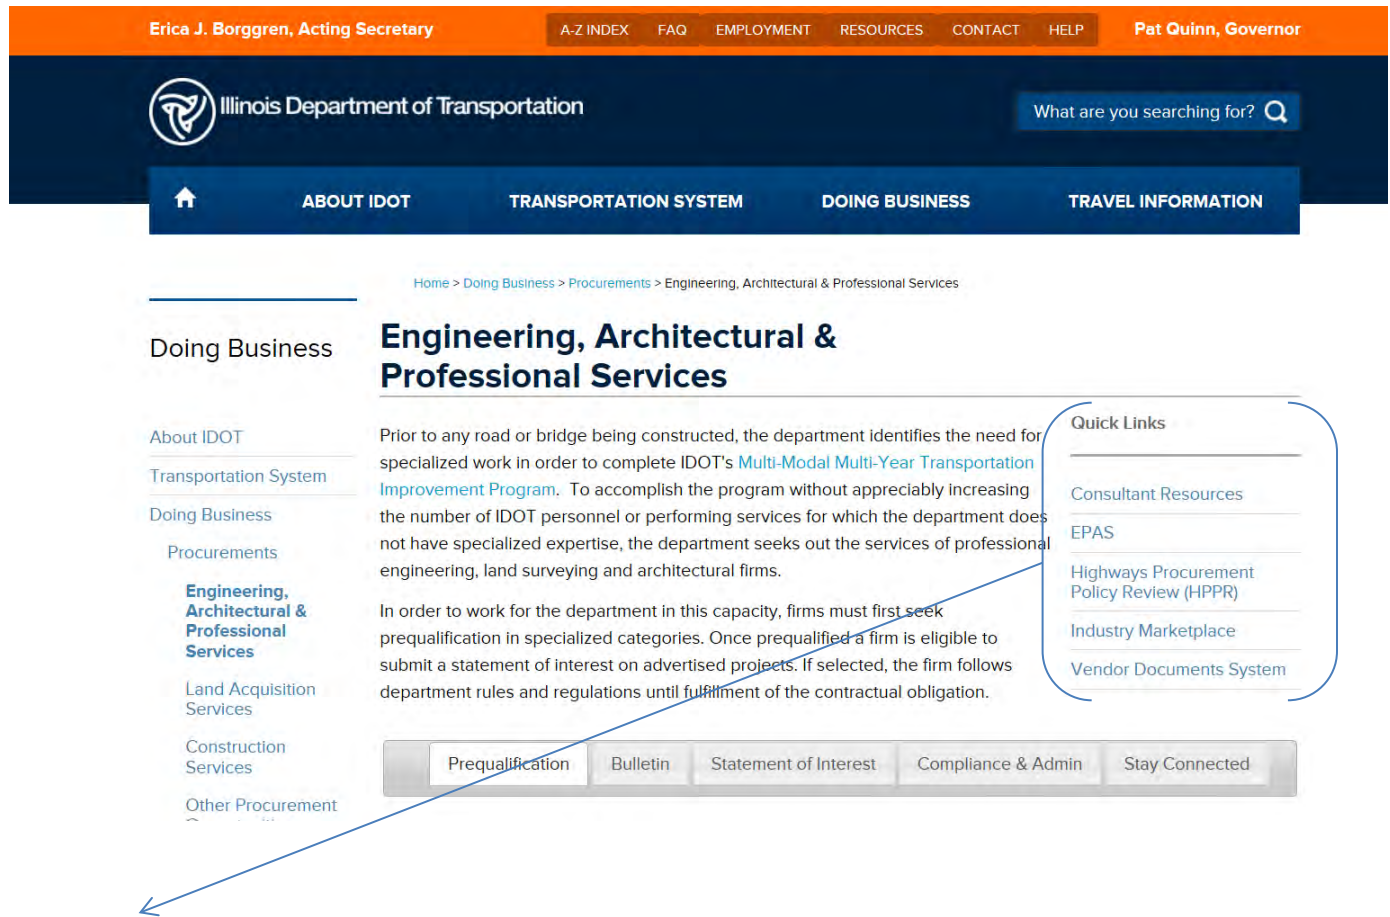 Erica J. Borggren, Acting Secretary
A-Z INDEX FAQ EMPLOYMENT RESOURCES CONTACT HELP
Pat Quinn, Governor
Illinois Department of Transportation
What are you searching for?
ABOUT IDOT TRANSPORTATION SYSTEM DOING BUSINESS TRAVEL INFORMATION
Home > Doing Business > Procurements > Engineering, Architectural & Professional Services
Doing Business
About IDOT
Transportation System
Doing Business
Procurements
Engineering,
Architectural &
Professional
Services
Land Acquisition
Services
Construction
Services
Other Procurement
Engineering, Architectural &
Professional Services
Prior to any road or bridge being constructed, the department identifies the need for
specialized work in order to complete IDOT's Multi-Modal Multi-Year Transportation
Improvement Program. To accomplish the program without appreciably increasing
the number of IDOT personnel or performing services for which the department does
not have specialized expertise, the department seeks out the services of professional
engineering, land surveying and architectural firms.
In order to work for the department in this capacity, firms must first seek
prequalification in specialized categories. Once prequalified a firm is eligible to
submit a statement of interest on advertised projects. If selected, the firm follows
department rules and regulations until fulfillment of the contractual obligation.
Quick Links
Consultant Resources
EPAS
Highways Procurement
Policy Review (HPPR)
Industry Marketplace
Vendor Documents System
Prequalification Bulletin Statement of Interest Compliance & Admin Stay Connected